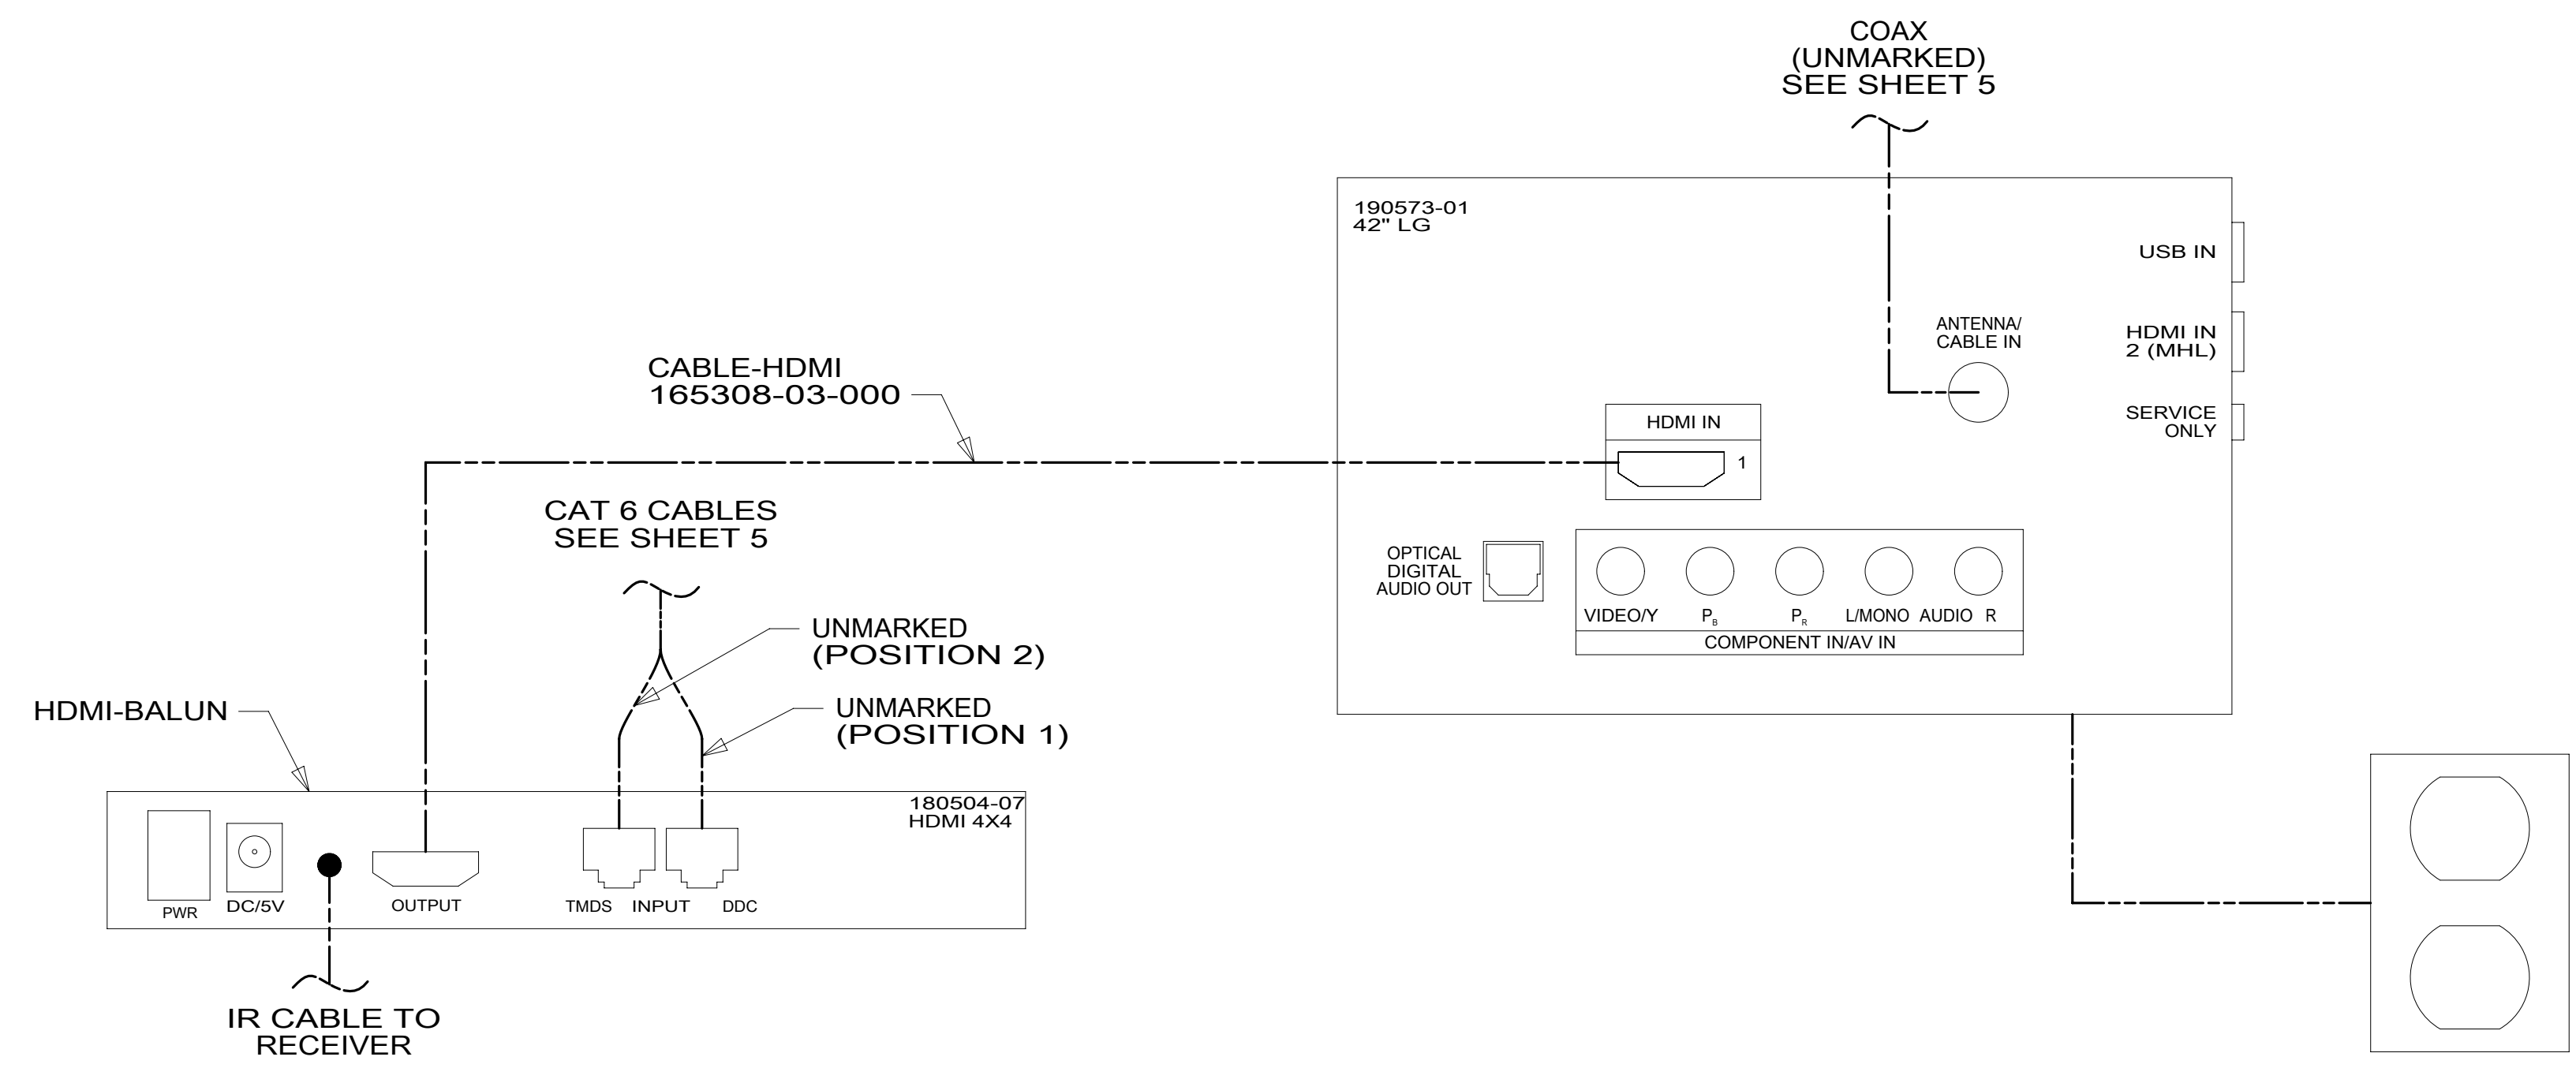 COAX
(UNMARKED)
SEE SHEET 5
190573-01
42" LG
USB IN
ANTENNA/
CABLE IN
HDMI IN
2 (MHL)
SERVICE
ONLY
CABLE-HDMI
165308-03-000
HDMI IN
1
CAT 6 CABLES
SEE SHEET 5
OPTICAL
DIGITAL
AUDIO OUT
VIDEO/Y PB PR L/MONO AUDIO R
COMPONENT IN/AV IN
UNMARKED
(POSITION 2)
UNMARKED
(POSITION 1)
HDMI-BALUN
180504-07
HDMI 4X4
PWR DC/5V OUTPUT TMDS INPUT DDC
IR CABLE TO
RECEIVER